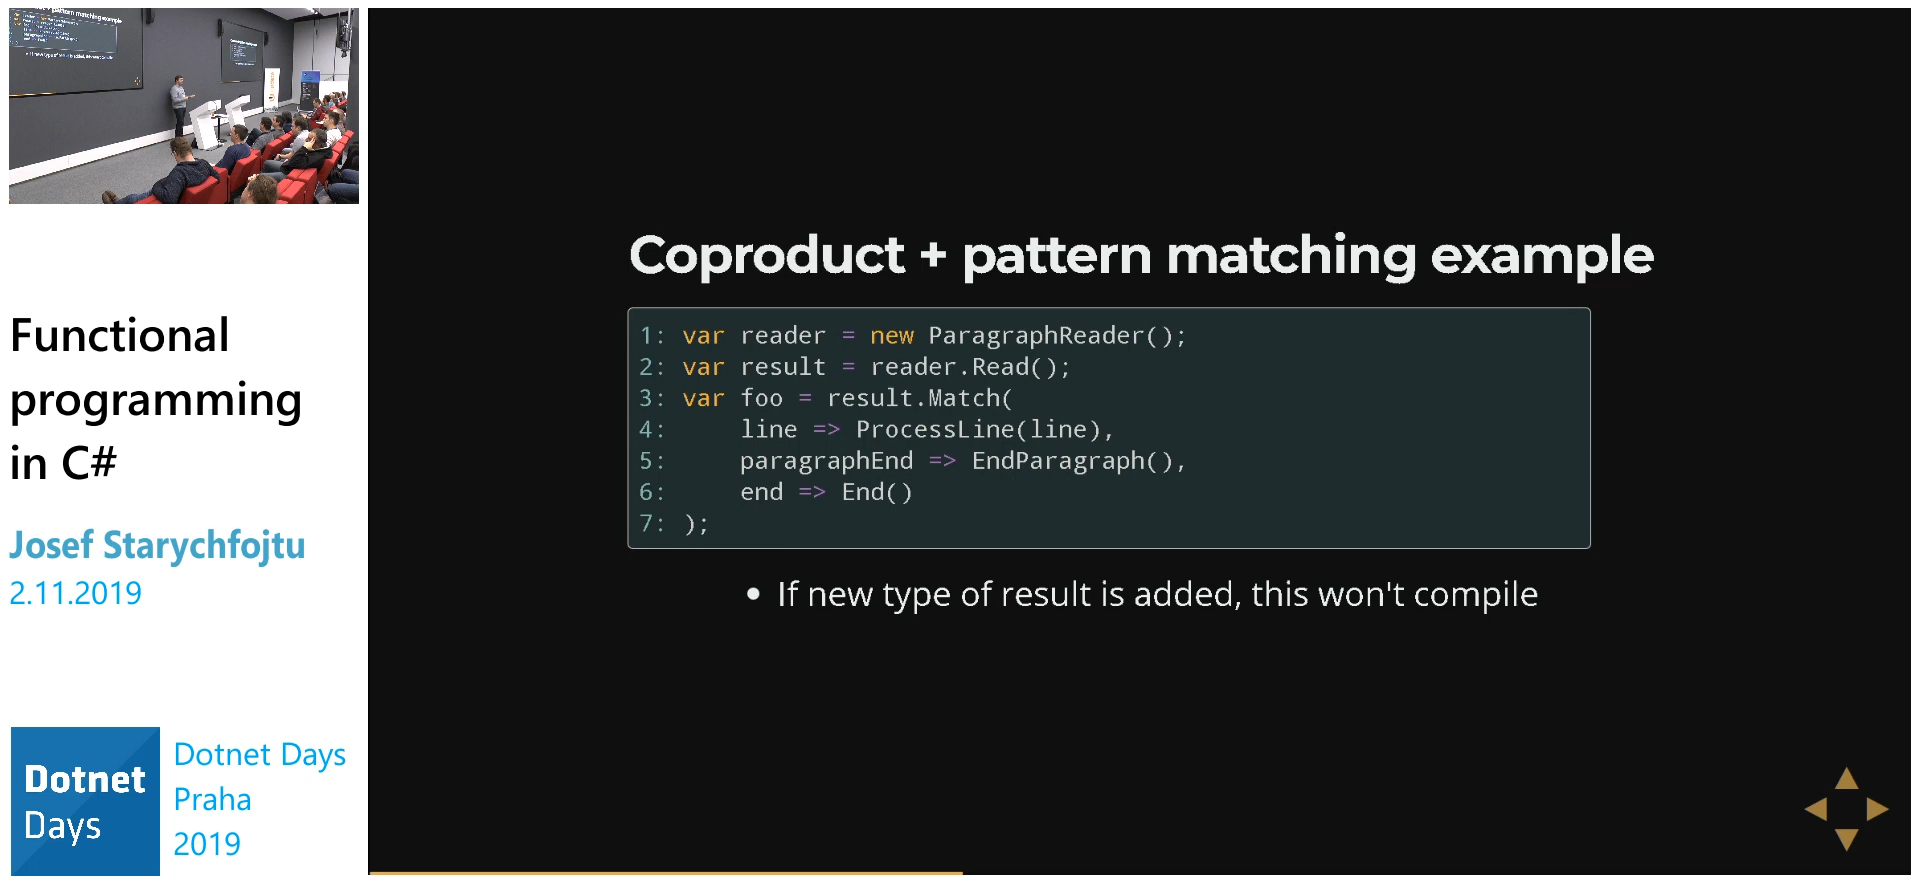 Functional
programming
in C#
Josef Starychfojtu
2.11.2019
Dotnet
Days
Dotnet Days
Praha
2019
Coproduct + pattern matching example
1: var reader = new ParagraphReader();
2: var result = reader.Read();
3: var foo = result.Match(
4:     line => ProcessLine(line),
5:     paragraphEnd => EndParagraph(),
6:     end => End()
7: );
• If new type of result is added, this won't compile